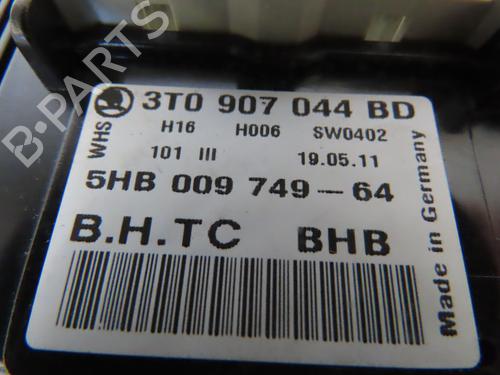 3T0 907 044 BD
WHS
H16 H006 SW0402
101 III 19.05.11
5HB 009 749-64
B.H.TC BHB
Made in Germany
B-PARTS